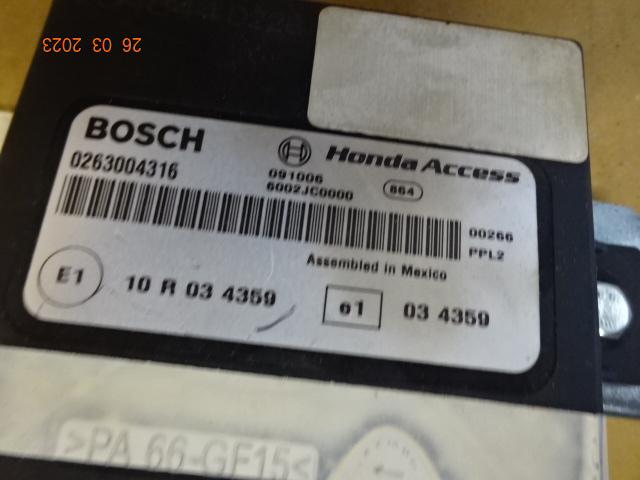 26 03 2023
BOSCH
Honda Access
0263004316
091006
6002JC0000
864
00266
PPL2
Assembled in Mexico
E1 10 R 03 4359
e1 03 4359
>PA 66-GF15<